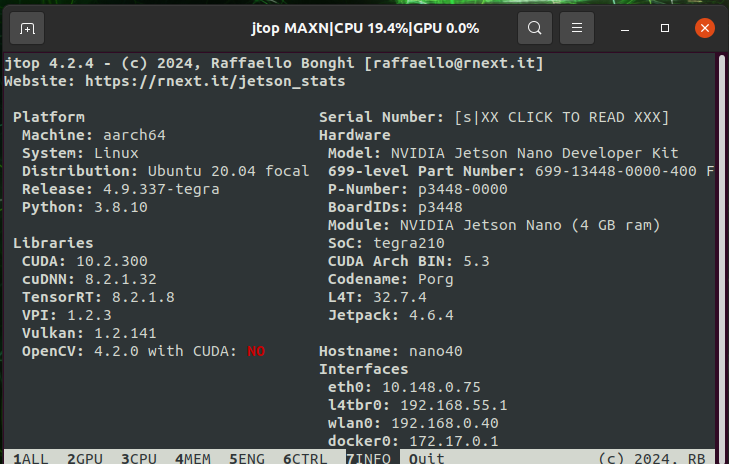 jtop MAXN|CPU 19.4%|GPU 0.0%
jtop 4.2.4 - (c) 2024, Raffaello Bonghi [raffaello@rnext.it]
Website: https://rnext.it/jetson_stats
Platform
Machine: aarch64
System: Linux
Distribution: Ubuntu 20.04 focal
Release: 4.9.337-tegra
Python: 3.8.10
Libraries
CUDA: 10.2.300
cuDNN: 8.2.1.32
TensorRT: 8.2.1.8
VPI: 1.2.3
Vulkan: 1.2.141
OpenCV: 4.2.0 with CUDA: NO
Serial Number: [s|XX CLICK TO READ XXX]
Hardware
Model: NVIDIA Jetson Nano Developer Kit
699-level Part Number: 699-13448-0000-400 F
P-Number: p3448-0000
BoardIDs: p3448
Module: NVIDIA Jetson Nano (4 GB ram)
SoC: tegra210
CUDA Arch BIN: 5.3
Codename: Porg
L4T: 32.7.4
Jetpack: 4.6.4
Hostname: nano40
Interfaces
eth0: 10.148.0.75
l4tbr0: 192.168.55.1
wlan0: 192.168.0.40
docker0: 172.17.0.1
1ALL 2GPU 3CPU 4MEM 5ENG 6CTRL 7INFO Quit (c) 2024, RB